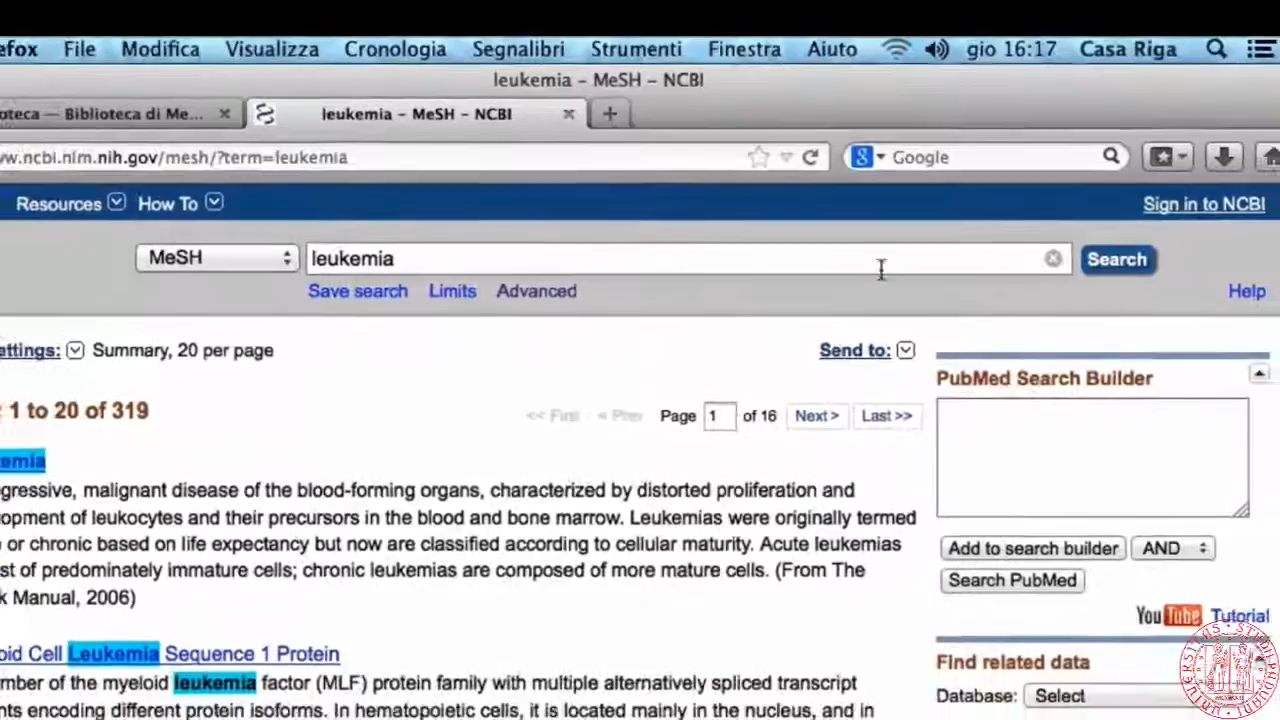 efox File Modifica Visualizza Cronologia Segnalibri Strumenti Finestra Aiuto gio 16:17 Casa Riga
leukemia – MeSH – NCBI
oteca — Biblioteca di Me... leukemia – MeSH – NCBI
w.ncbi.nlm.nih.gov/mesh/?term=leukemia Google
Resources How To Sign in to NCBI
MeSH leukemia Search
Save search Limits Advanced Help
ettings: Summary, 20 per page Send to:
PubMed Search Builder
: 1 to 20 of 319 << First < Prev Page 1 of 16 Next > Last >>
emia
gressive, malignant disease of the blood-forming organs, characterized by distorted proliferation and
opment of leukocytes and their precursors in the blood and bone marrow. Leukemias were originally termed
or chronic based on life expectancy but now are classified according to cellular maturity. Acute leukemias
st of predominately immature cells; chronic leukemias are composed of more mature cells. (From The
k Manual, 2006)
Add to search builder AND
Search PubMed
YouTube Tutorial
oid Cell Leukemia Sequence 1 Protein
Find related data
mber of the myeloid leukemia factor (MLF) protein family with multiple alternatively spliced transcript
Database: Select
nts encoding different protein isoforms. In hematopoietic cells, it is located mainly in the nucleus, and in